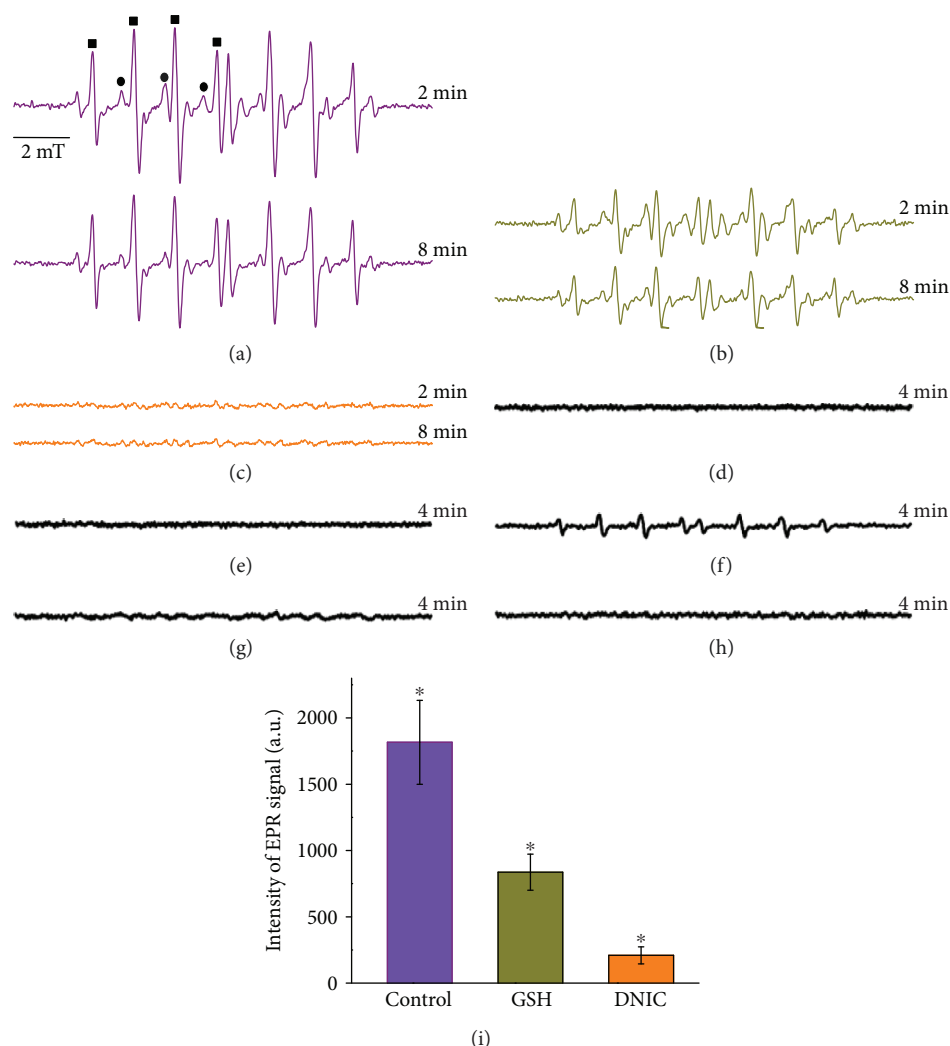 2 min
2 mT
8 min
2 min
8 min
(a)
(b)
2 min
8 min
4 min
(c)
(d)
4 min
4 min
(e)
(f)
4 min
4 min
(g)
(h)
Intensity of EPR signal (a.u.)
2000
1500
1000
500
0
*
*
*
Control
GSH
DNIC
(i)